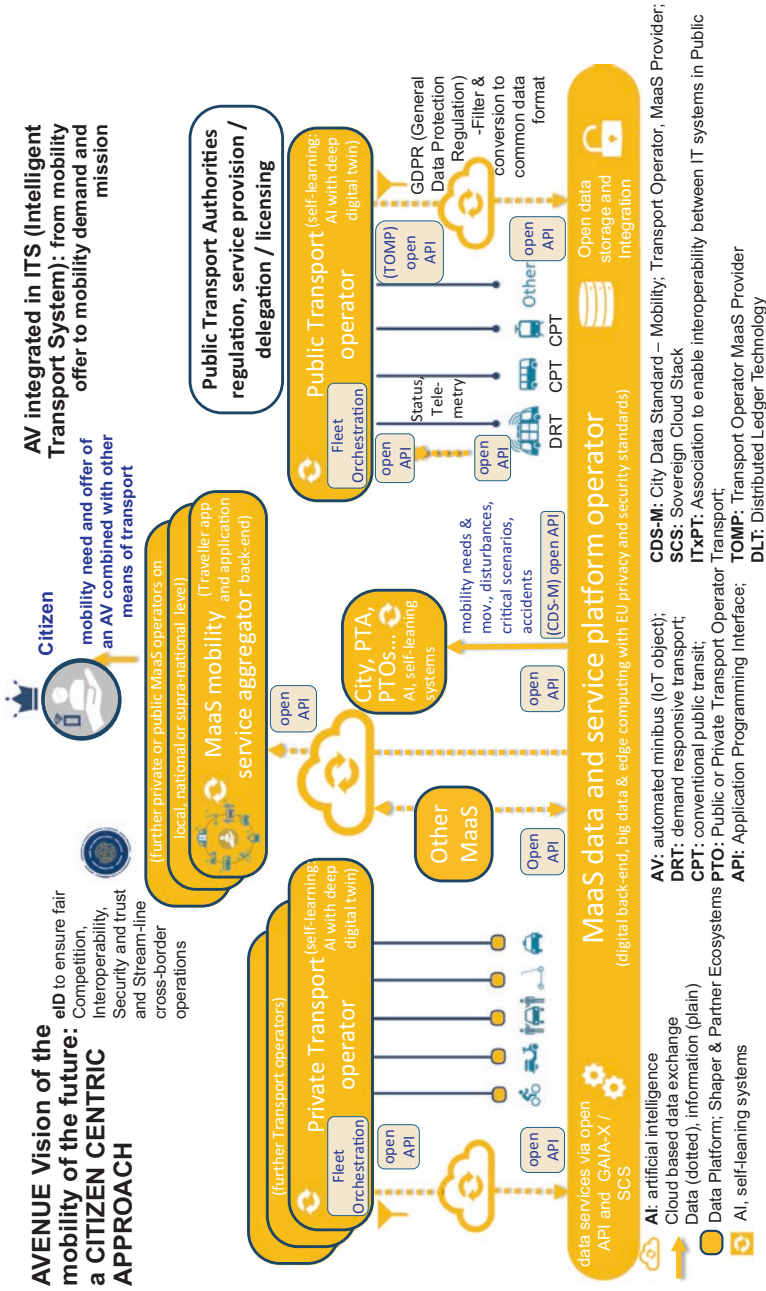 AVENUE Vision of the
mobility of the future:
a CITIZEN CENTRIC
APPROACH
eID to ensure fair
Competition,
Interoperability,
Security and trust
and Stream-line
cross-border
operations
Citizen
mobility need and offer of
an AV combined with other
means of transport
AV integrated in ITS (Intelligent
Transport System): from mobility
offer to mobility demand and
mission
(further private or public MaaS operators on
local, national or supra-national level)
MaaS mobility
service aggregator
(Traveller app
and application
back-end)
open
API
Public Transport Authorities
regulation, service provision /
delegation / licensing
(further Transport operators)
Private Transport
operator
(self-learning:
AI with deep
digital twin)
Fleet
Orchestration
open
API
open
API
Other
MaaS
Open
API
City, PTA,
PTOs...
AI, self-leaning
systems
open
API
mobility needs &
mov., disturbances,
critical scenarios,
accidents
(CDS-M) open API
Public Transport
operator
(self-learning:
AI with deep
digital twin)
Fleet
Orchestration
open
API
Status,
Tele-
metry
open
API
(TOMP)
open
API
DRT
CPT
CPT
Other
open
API
GDPR (General
Data Protection
Regulation)
-Filter &
conversion to
common data
format
data services via open
API and GAIA-X /
SCS
MaaS data and service platform operator
(digital back-end, big data & edge computing with EU privacy and security standards)
Open data
storage and
Integration
AI: artificial intelligence
Cloud based data exchange
Data (dotted), information (plain)
Data Platform; Shaper & Partner Ecosystems
AI, self-leaning systems
AV: automated minibus (IoT object);
DRT: demand responsive transport;
CPT: conventional public transit;
PTO: Public or Private Transport Operator
API: Application Programming Interface;
CDS-M: City Data Standard – Mobility; Transport Operator, MaaS Provider;
SCS: Sovereign Cloud Stack
ITxPT: Association to enable interoperability between IT systems in Public
Transport;
TOMP: Transport Operator MaaS Provider
DLT: Distributed Ledger Technology